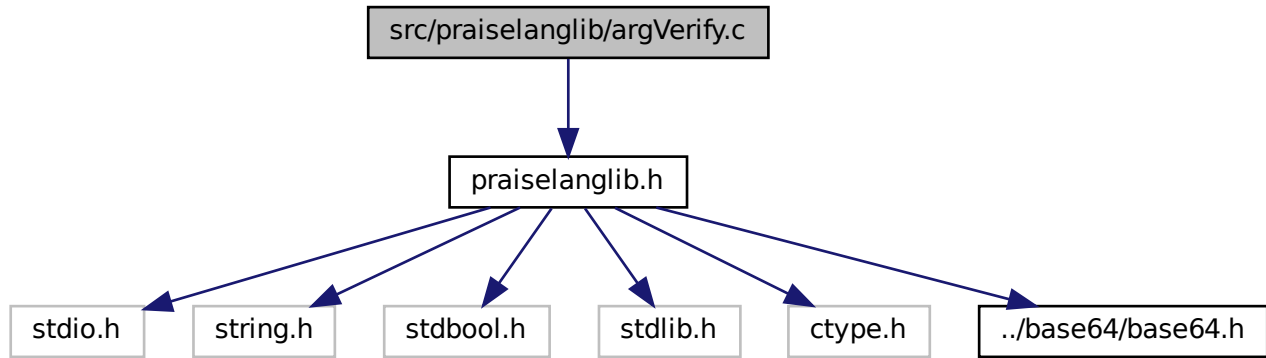 src/praiselanglib/argVerify.c
praiselanglib.h
stdio.h
string.h
stdbool.h
stdlib.h
ctype.h
../base64/base64.h